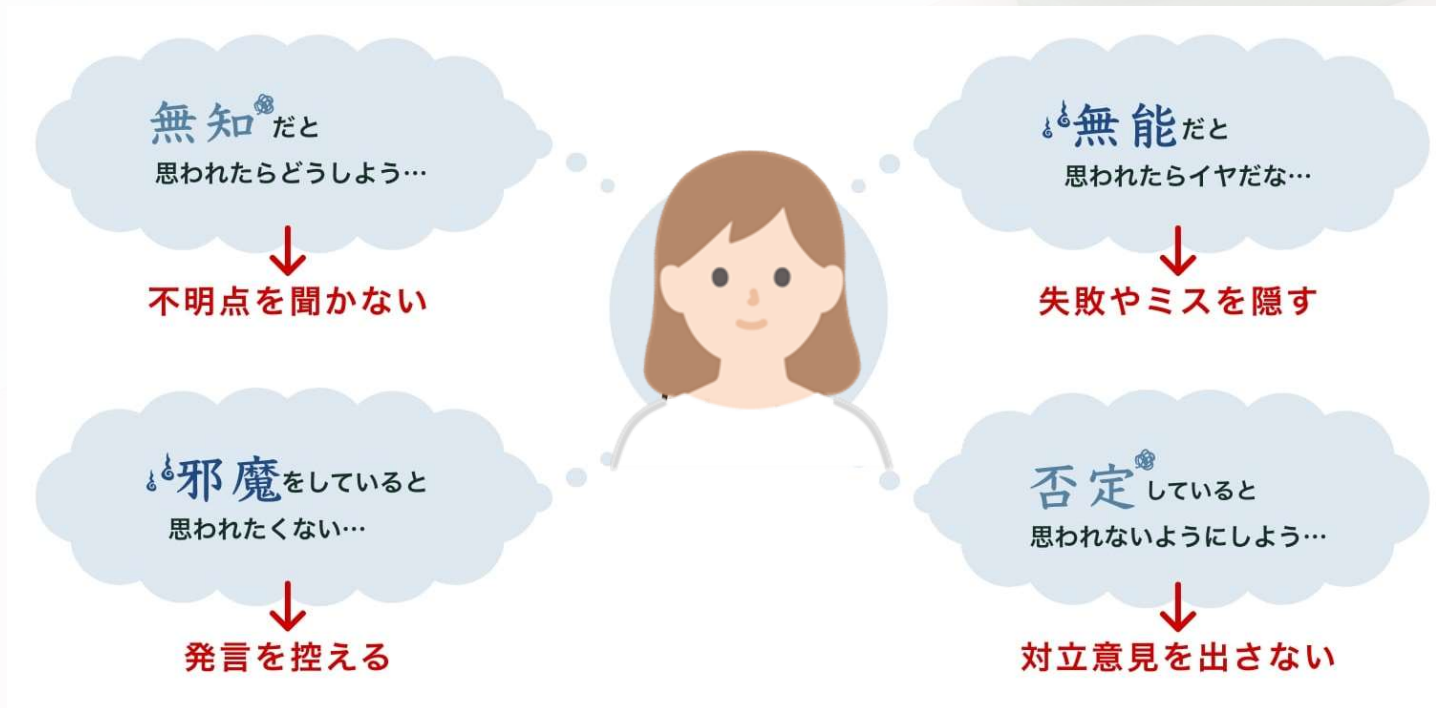 無知だと
思われたらどうしよう…
不明点を聞かない
無能だと
思われたらイヤだな…
失敗やミスを隠す
邪魔をしていると
思われたくない…
発言を控える
否定していると
思われないようにしよう…
対立意見を出さない